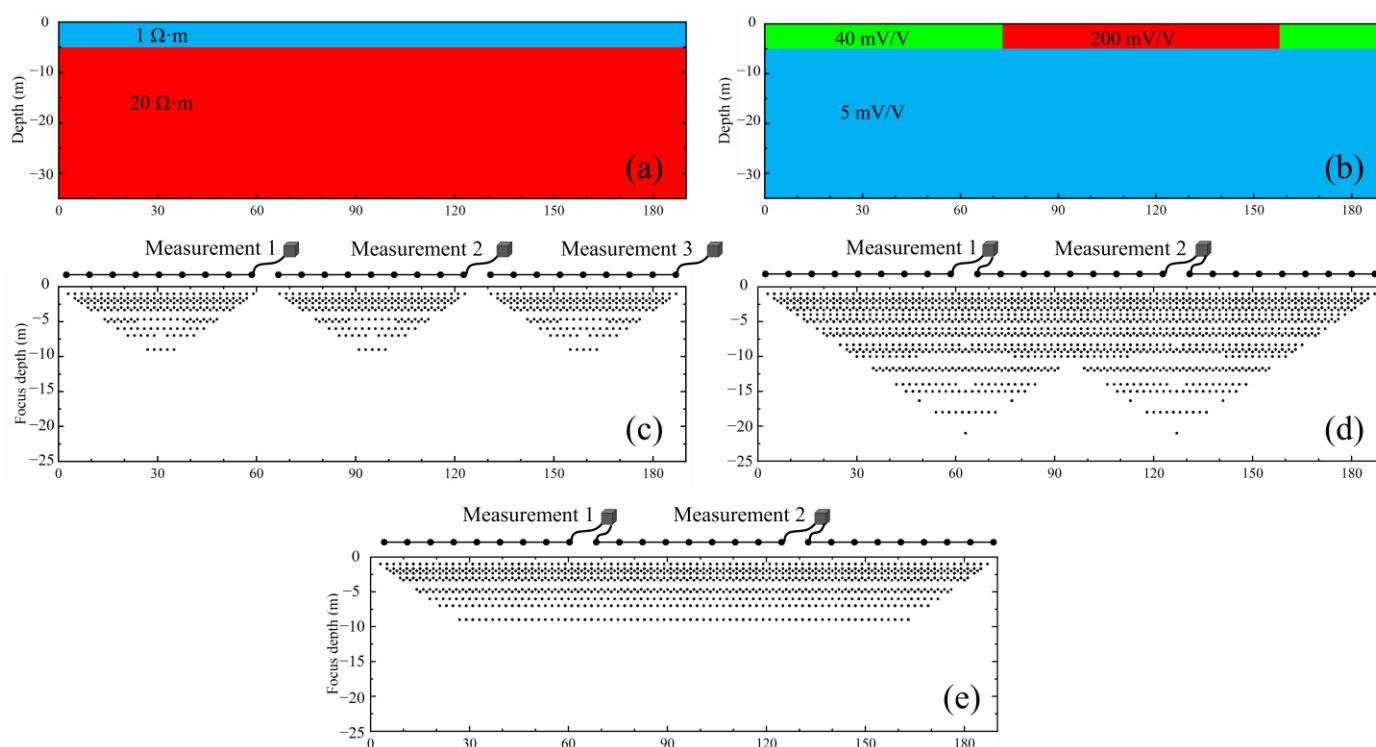 1 Ω·m
20 Ω·m
(a)
Depth (m)
0
−10
−20
−30
0 30 60 90 120 150 180
40 mV/V 200 mV/V
5 mV/V
(b)
Depth (m)
0
−10
−20
−30
0 30 60 90 120 150 180
Measurement 1 Measurement 2 Measurement 3
Focus depth (m)
0
−5
−10
−15
−20
−25
(c)
0 30 60 90 120 150 180
Measurement 1 Measurement 2
0
−5
−10
−15
−20
−25
(d)
0 30 60 90 120 150 180
Measurement 1 Measurement 2
Focus depth (m)
0
−5
−10
−15
−20
−25
(e)
0 30 60 90 120 150 180